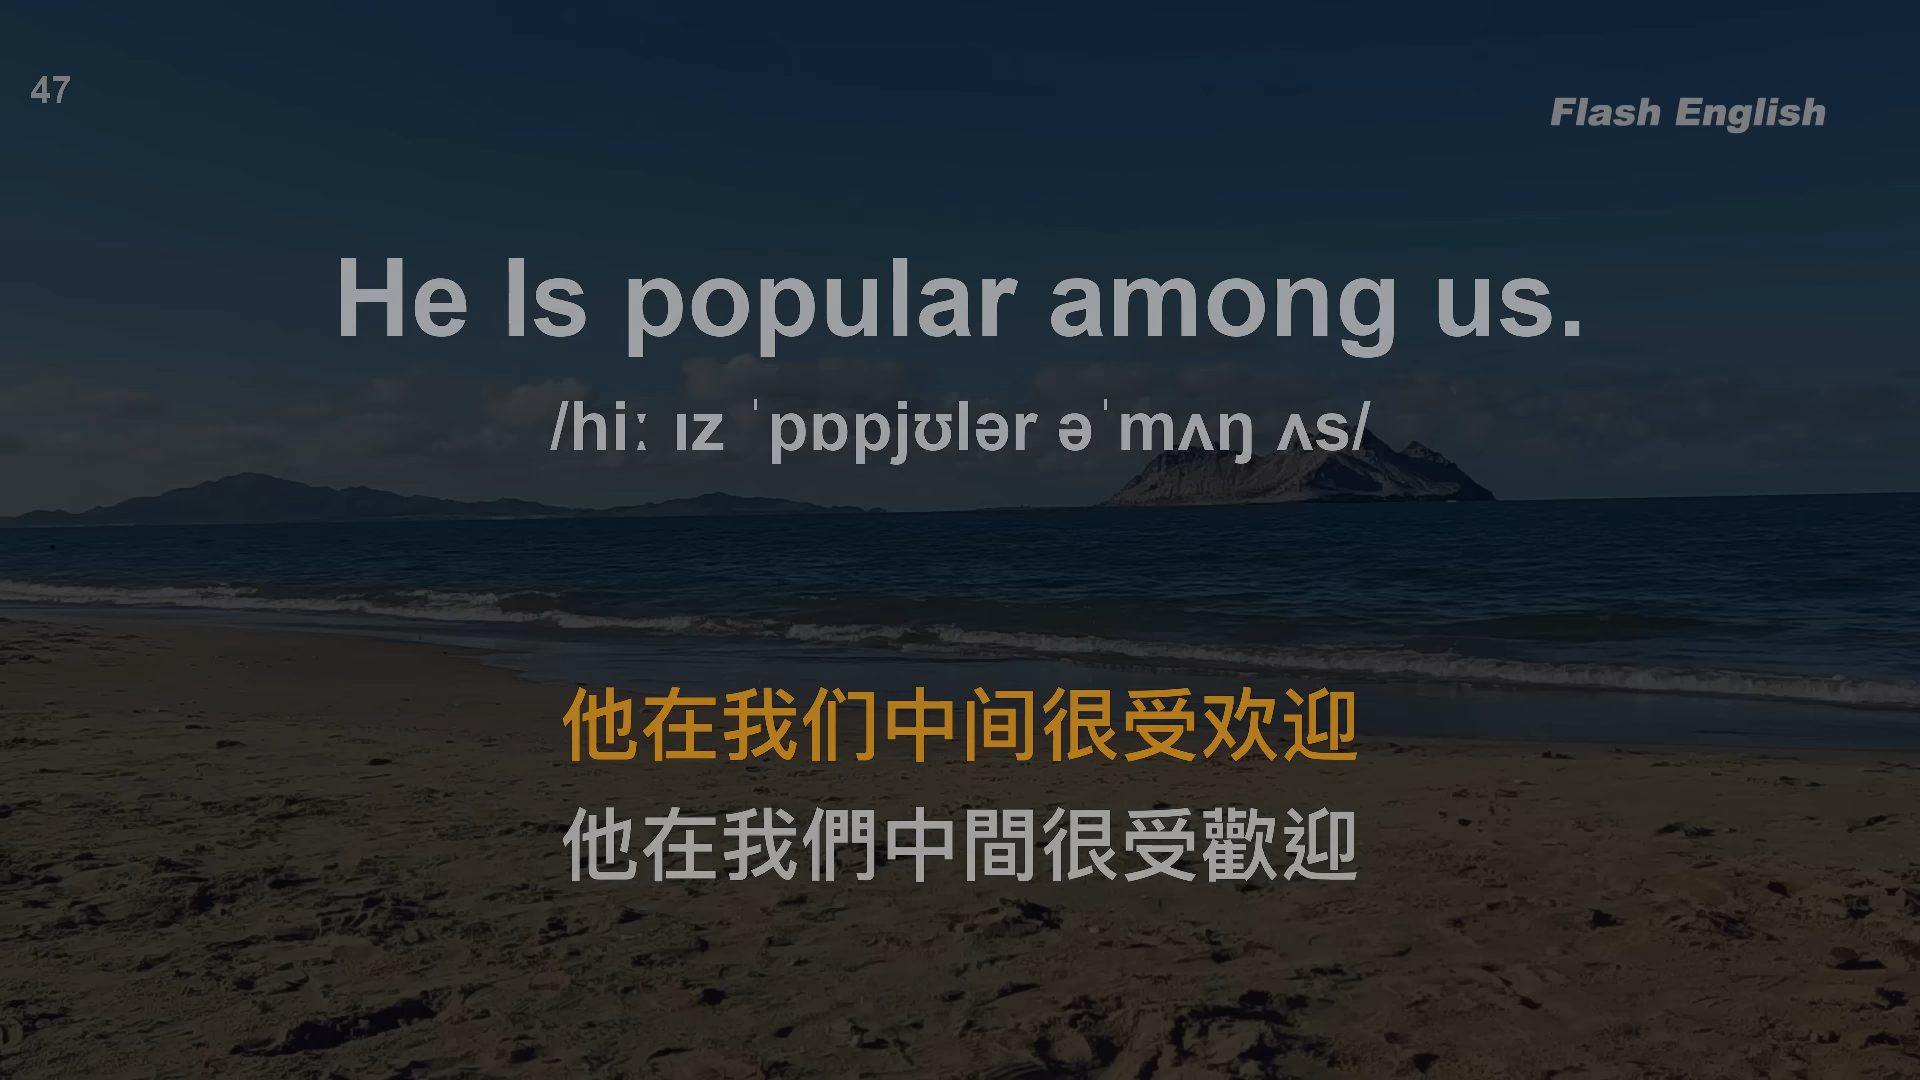 47
Flash English
He Is popular among us.
/hiː ɪz ˈpɒpjʊlər əˈmʌŋ ʌs/
他在我们中间很受欢迎
他在我們中間很受歡迎